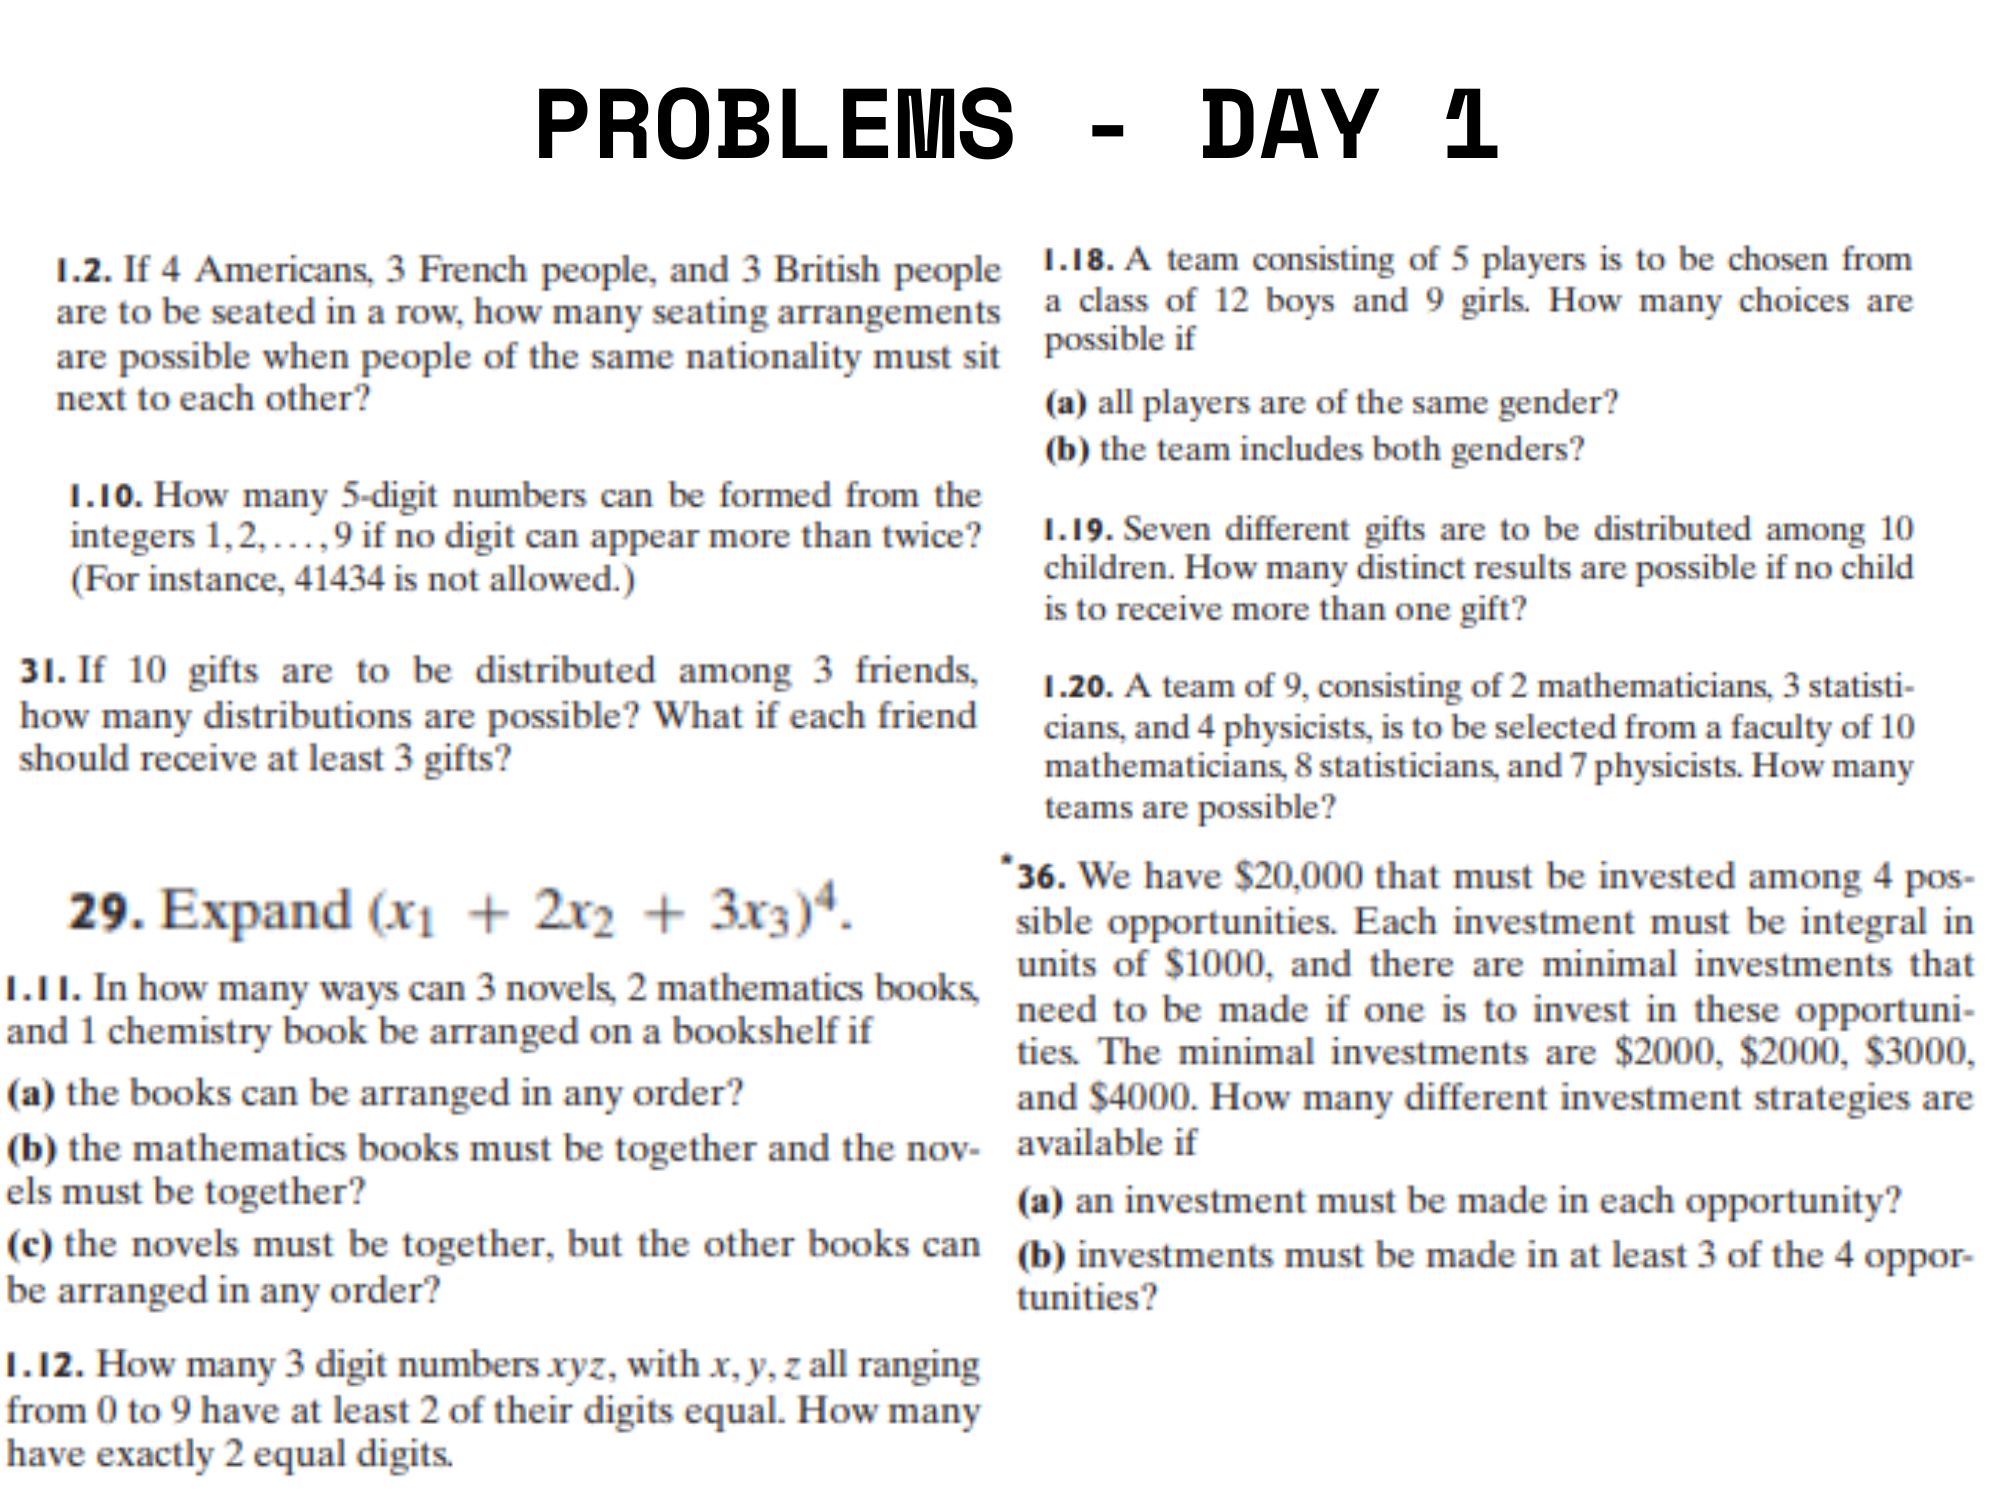 PROBLEMS - DAY 1
1.2. If 4 Americans, 3 French people, and 3 British people
are to be seated in a row, how many seating arrangements
are possible when people of the same nationality must sit
next to each other?
1.10. How many 5-digit numbers can be formed from the
integers 1, 2, . . . , 9 if no digit can appear more than twice?
(For instance, 41434 is not allowed.)
31. If 10 gifts are to be distributed among 3 friends,
how many distributions are possible? What if each friend
should receive at least 3 gifts?
29. Expand (x₁ + 2x₂ + 3x₃)⁴.
1.11. In how many ways can 3 novels, 2 mathematics books,
and 1 chemistry book be arranged on a bookshelf if
(a) the books can be arranged in any order?
(b) the mathematics books must be together and the nov-
els must be together?
(c) the novels must be together, but the other books can
be arranged in any order?
1.12. How many 3 digit numbers xyz, with x, y, z all ranging
from 0 to 9 have at least 2 of their digits equal. How many
have exactly 2 equal digits.
1.18. A team consisting of 5 players is to be chosen from
a class of 12 boys and 9 girls. How many choices are
possible if
(a) all players are of the same gender?
(b) the team includes both genders?
1.19. Seven different gifts are to be distributed among 10
children. How many distinct results are possible if no child
is to receive more than one gift?
1.20. A team of 9, consisting of 2 mathematicians, 3 statisti-
cians, and 4 physicists, is to be selected from a faculty of 10
mathematicians, 8 statisticians, and 7 physicists. How many
teams are possible?
*36. We have $20,000 that must be invested among 4 pos-
sible opportunities. Each investment must be integral in
units of $1000, and there are minimal investments that
need to be made if one is to invest in these opportuni-
ties. The minimal investments are $2000, $2000, $3000,
and $4000. How many different investment strategies are
available if
(a) an investment must be made in each opportunity?
(b) investments must be made in at least 3 of the 4 oppor-
tunities?